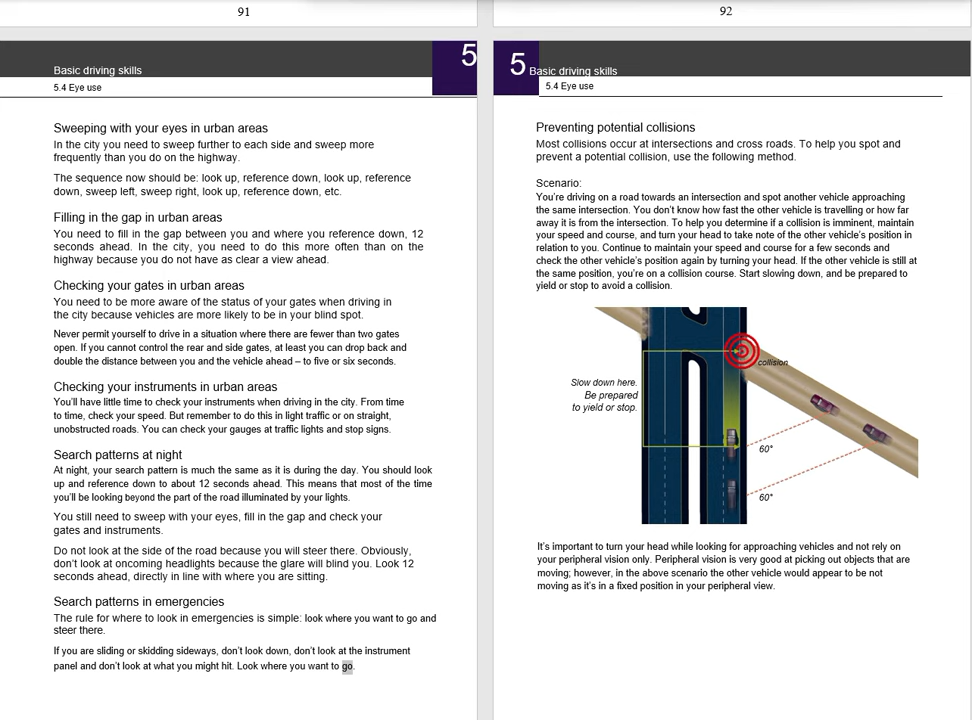 91
5
Basic driving skills
5.4 Eye use
Sweeping with your eyes in urban areas
In the city you need to sweep further to each side and sweep more
frequently than you do on the highway.
The sequence now should be: look up, reference down, look up, reference
down, sweep left, sweep right, look up, reference down, etc.
Filling in the gap in urban areas
You need to fill in the gap between you and where you reference down, 12
seconds ahead. In the city, you need to do this more often than on the
highway because you do not have as clear a view ahead.
Checking your gates in urban areas
You need to be more aware of the status of your gates when driving in
the city because vehicles are more likely to be in your blind spot.
Never permit yourself to drive in a situation where there are fewer than two gates
open. If you cannot control the rear and side gates, at least you can drop back and
double the distance between you and the vehicle ahead – to five or six seconds.
Checking your instruments in urban areas
You'll have little time to check your instruments when driving in the city. From time
to time, check your speed. But remember to do this in light traffic or on straight,
unobstructed roads. You can check your gauges at traffic lights and stop signs.
Search patterns at night
At night, your search pattern is much the same as it is during the day. You should look
up and reference down to about 12 seconds ahead. This means that most of the time
you'll be looking beyond the part of the road illuminated by your lights.
You still need to sweep with your eyes, fill in the gap and check your
gates and instruments.
Do not look at the side of the road because you will steer there. Obviously,
don't look at oncoming headlights because the glare will blind you. Look 12
seconds ahead, directly in line with where you are sitting.
Search patterns in emergencies
The rule for where to look in emergencies is simple: look where you want to go and
steer there.
If you are sliding or skidding sideways, don't look down, don't look at the instrument
panel and don't look at what you might hit. Look where you want to go.
92
5 Basic driving skills
5.4 Eye use
Preventing potential collisions
Most collisions occur at intersections and cross roads. To help you spot and
prevent a potential collision, use the following method.
Scenario:
You're driving on a road towards an intersection and spot another vehicle approaching
the same intersection. You don't know how fast the other vehicle is travelling or how far
away it is from the intersection. To help you determine if a collision is imminent, maintain
your speed and course, and turn your head to take note of the other vehicle's position in
relation to you. Continue to maintain your speed and course for a few seconds and
check the other vehicle's position again by turning your head. If the other vehicle is still at
the same position, you're on a collision course. Start slowing down, and be prepared to
yield or stop to avoid a collision.
collision
Slow down here.
Be prepared
to yield or stop.
60°
60°
It's important to turn your head while looking for approaching vehicles and not rely on
your peripheral vision only. Peripheral vision is very good at picking out objects that are
moving; however, in the above scenario the other vehicle would appear to be not
moving as it's in a fixed position in your peripheral view.